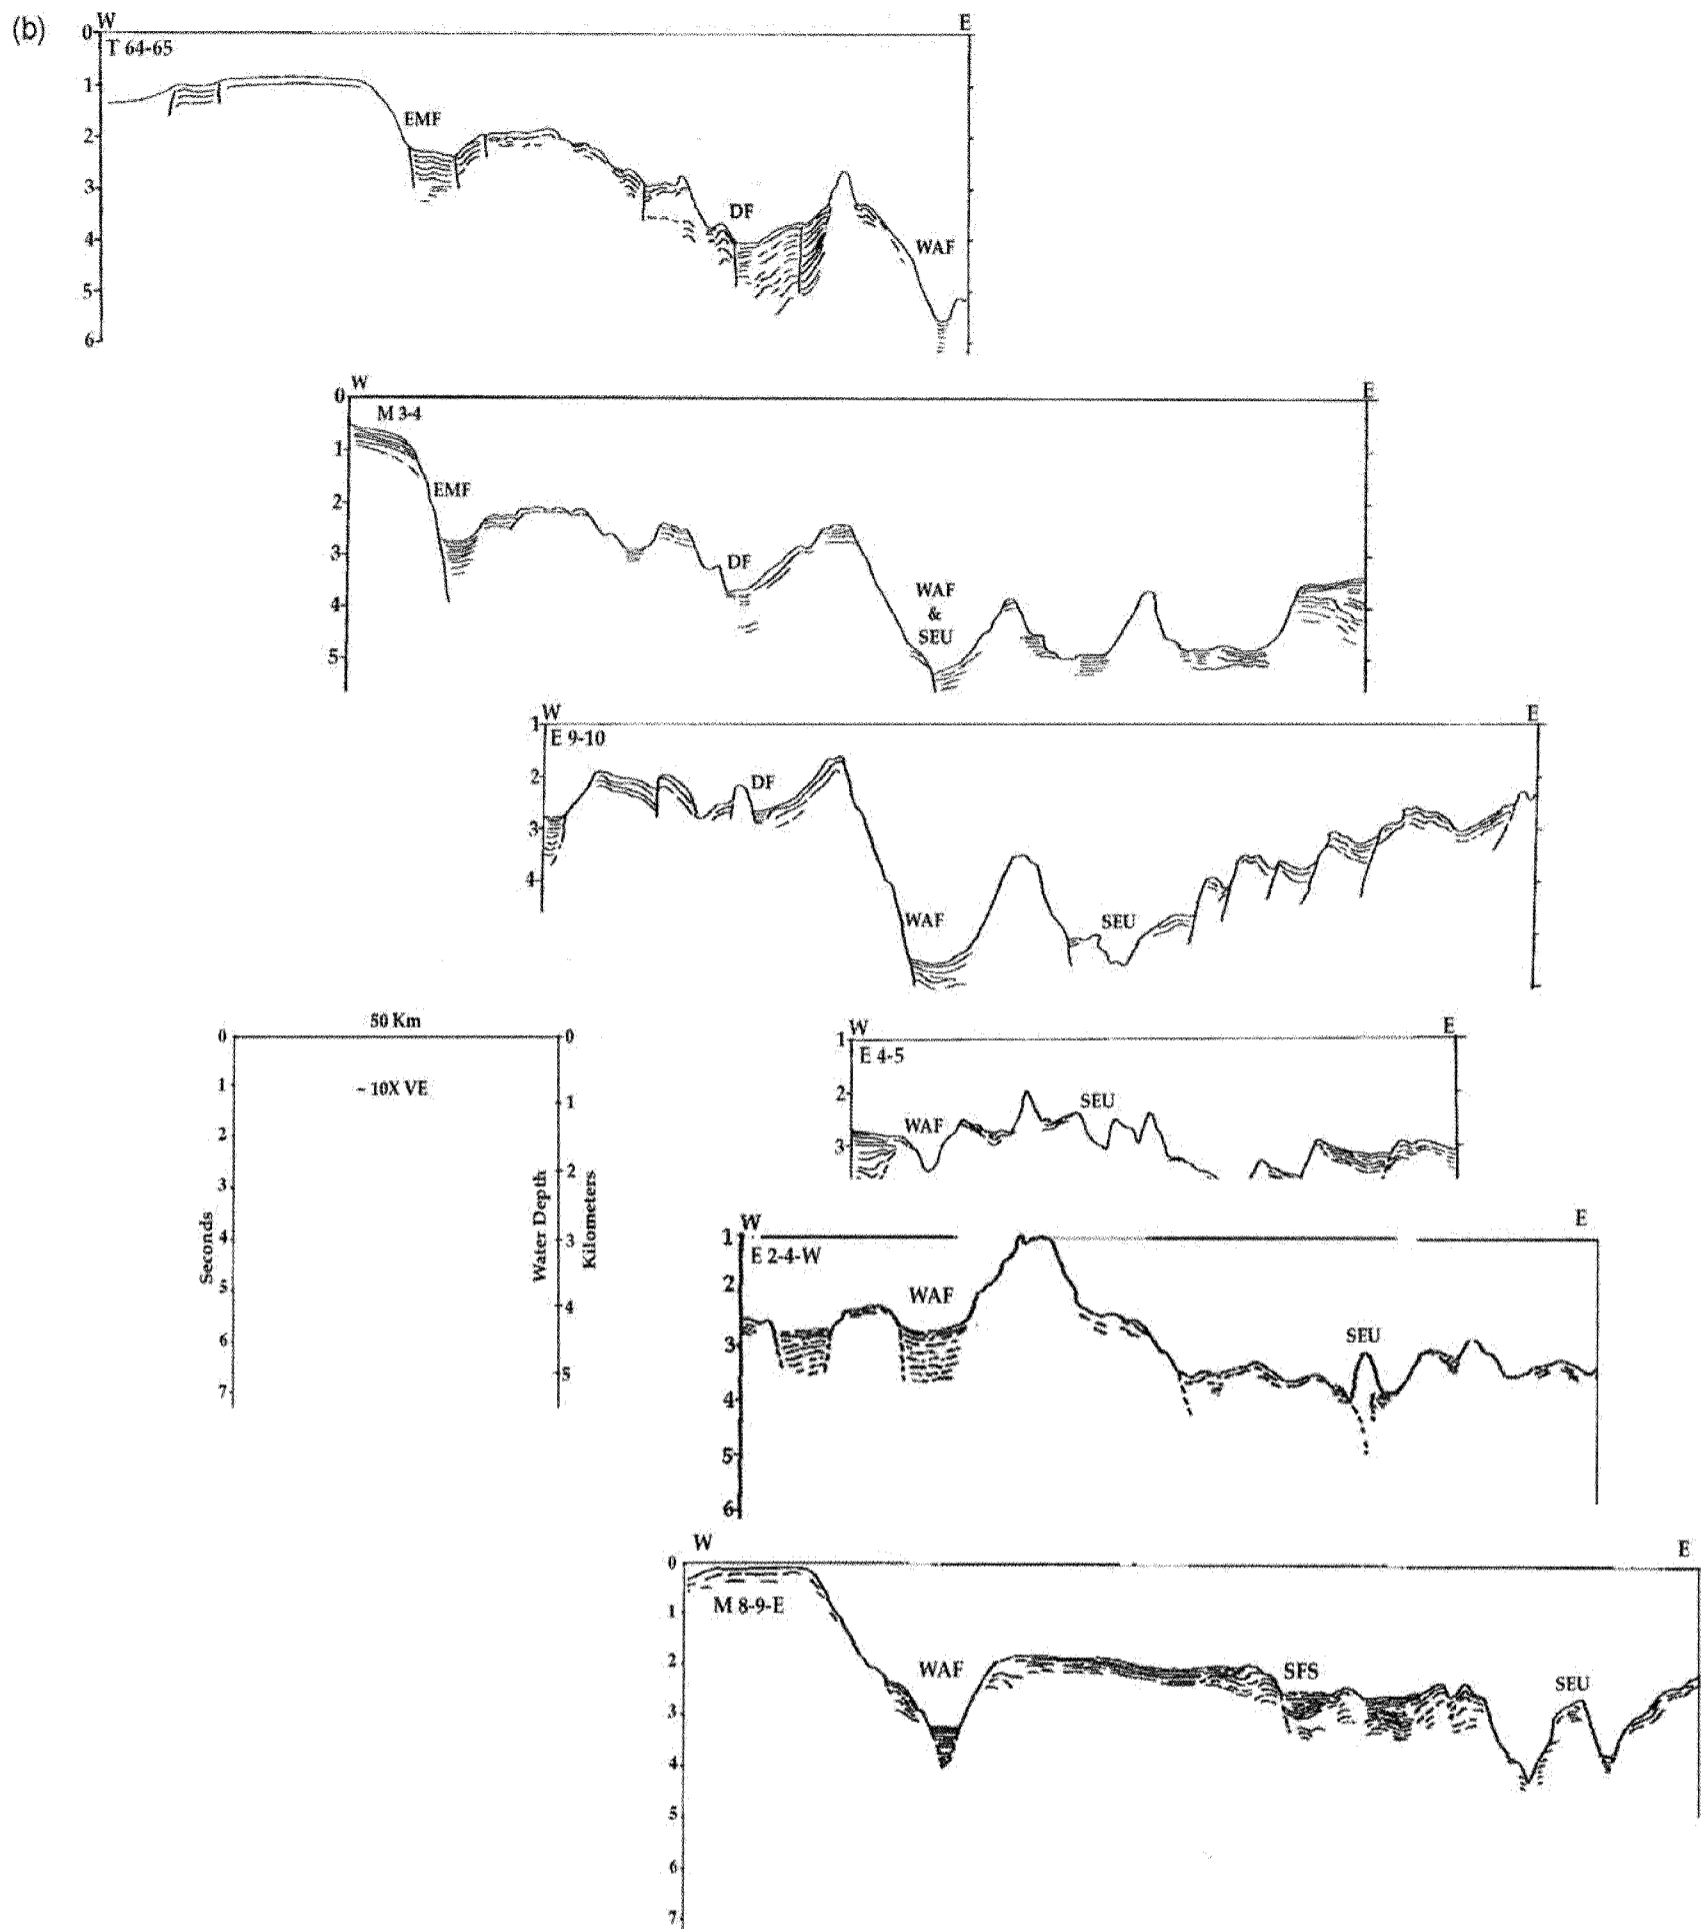 (b)
W E
T 64-65
0
1
2
3
4
5
6
EMF
DF
WAF
W E
M 3-4
0
1
2
3
4
5
EMF
DF
WAF
&
SEU
W E
E 9-10
1
2
3
4
DF
WAF
SEU
50 Km
~ 10X VE
0
1
2
3
4
5
6
7
Seconds
0
1
2
3
4
5
Water Depth
Kilometers
W E
E 4-5
1
2
3
WAF
SEU
W E
E 2-4-W
1
2
3
4
5
6
WAF
SEU
W E
M 8-9-E
0
1
2
3
4
5
6
7
WAF
SFS
SEU